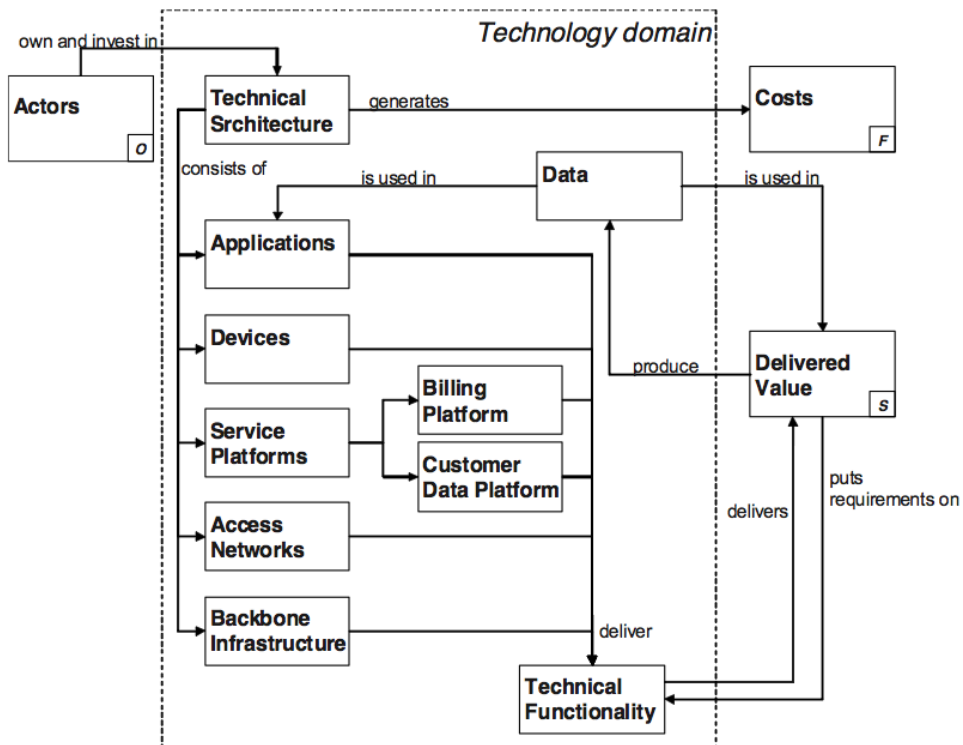 Technology domain
own and invest in
Actors
O
Technical
Srchitecture
generates
Costs
F
consists of
is used in
Data
is used in
Applications
Devices
produce
Delivered
Value
S
Billing
Platform
Service
Platforms
Customer
Data Platform
puts
requirements on
delivers
Access
Networks
Backbone
Infrastructure
deliver
Technical
Functionality